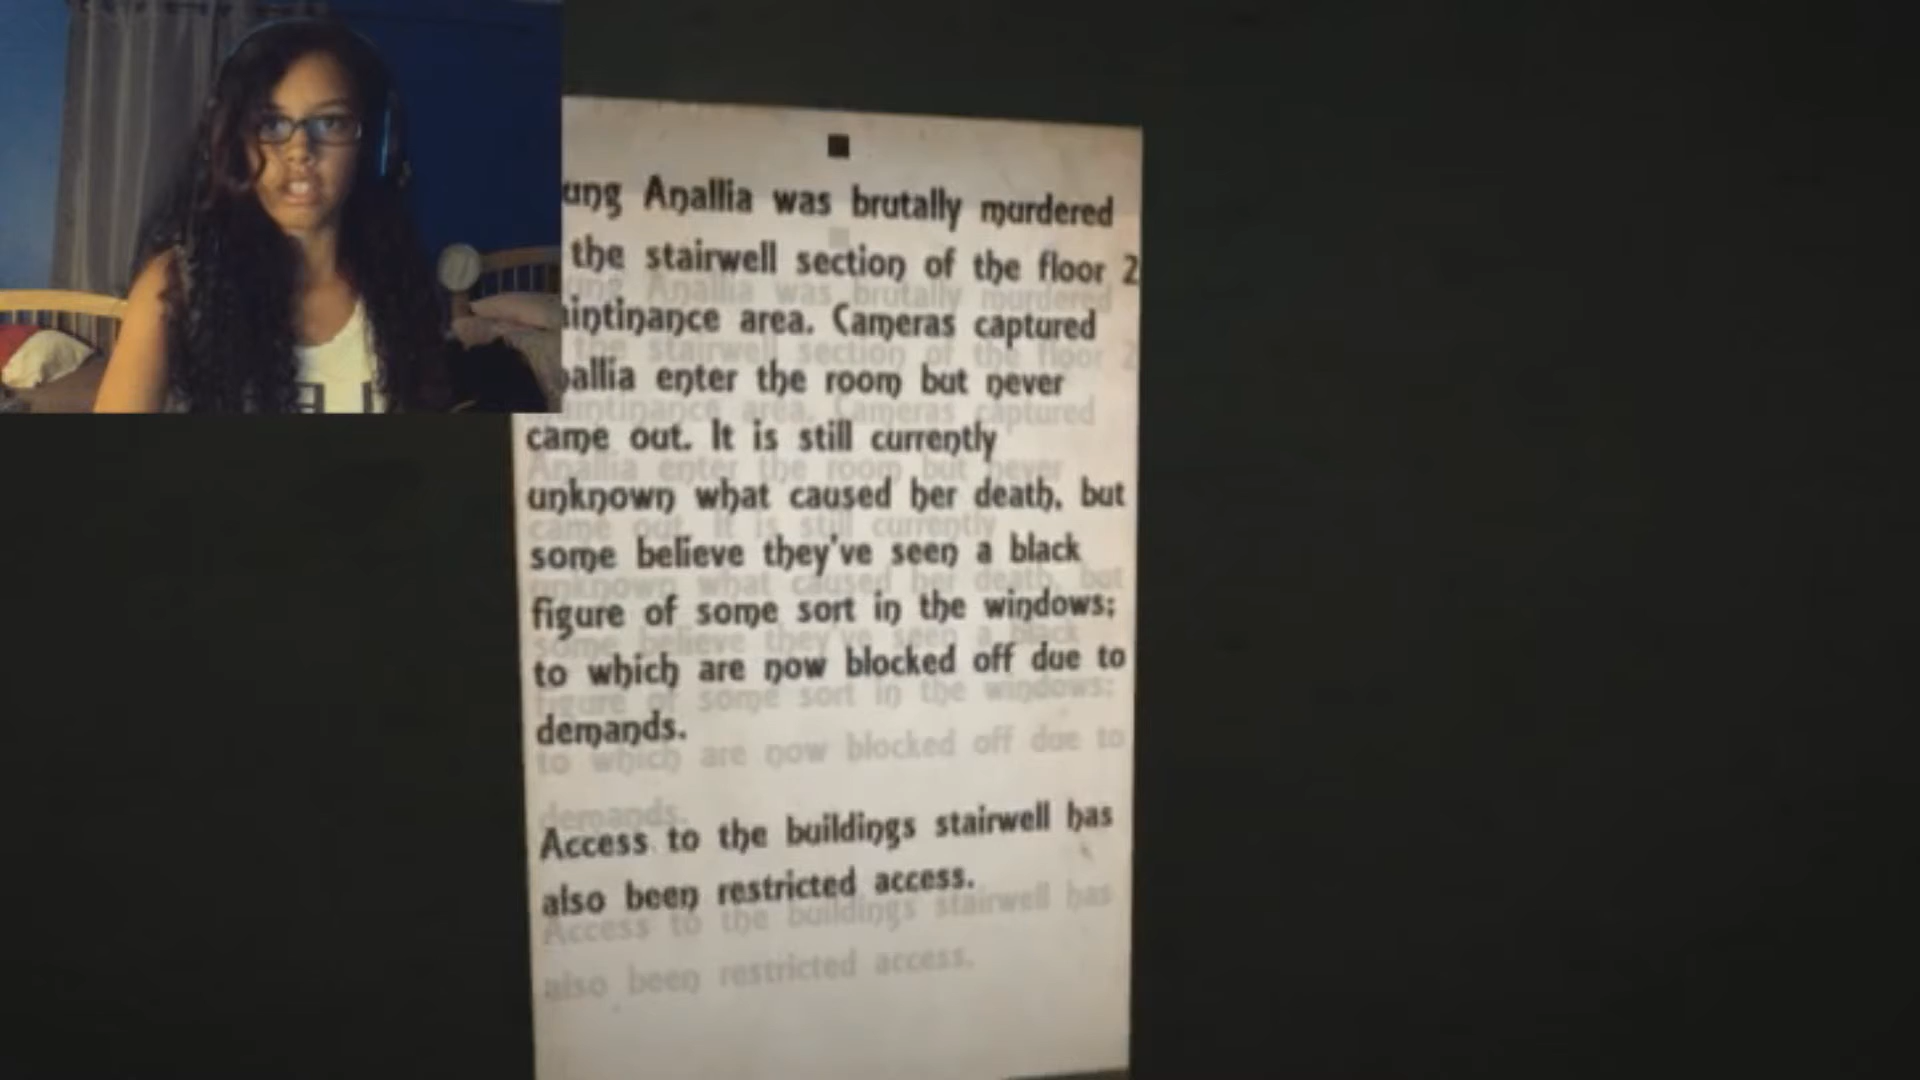 Anallia was brutally murdered
the stairwell section of the floor 2
area. Cameras captured
enter the room but never
came out. It is still currently
unknown what caused her death, but
some believe they've seen a black
figure of some sort in the windows;
to which are now blocked off due to
demands.
Access to the buildings stairwell has
also been restricted access.